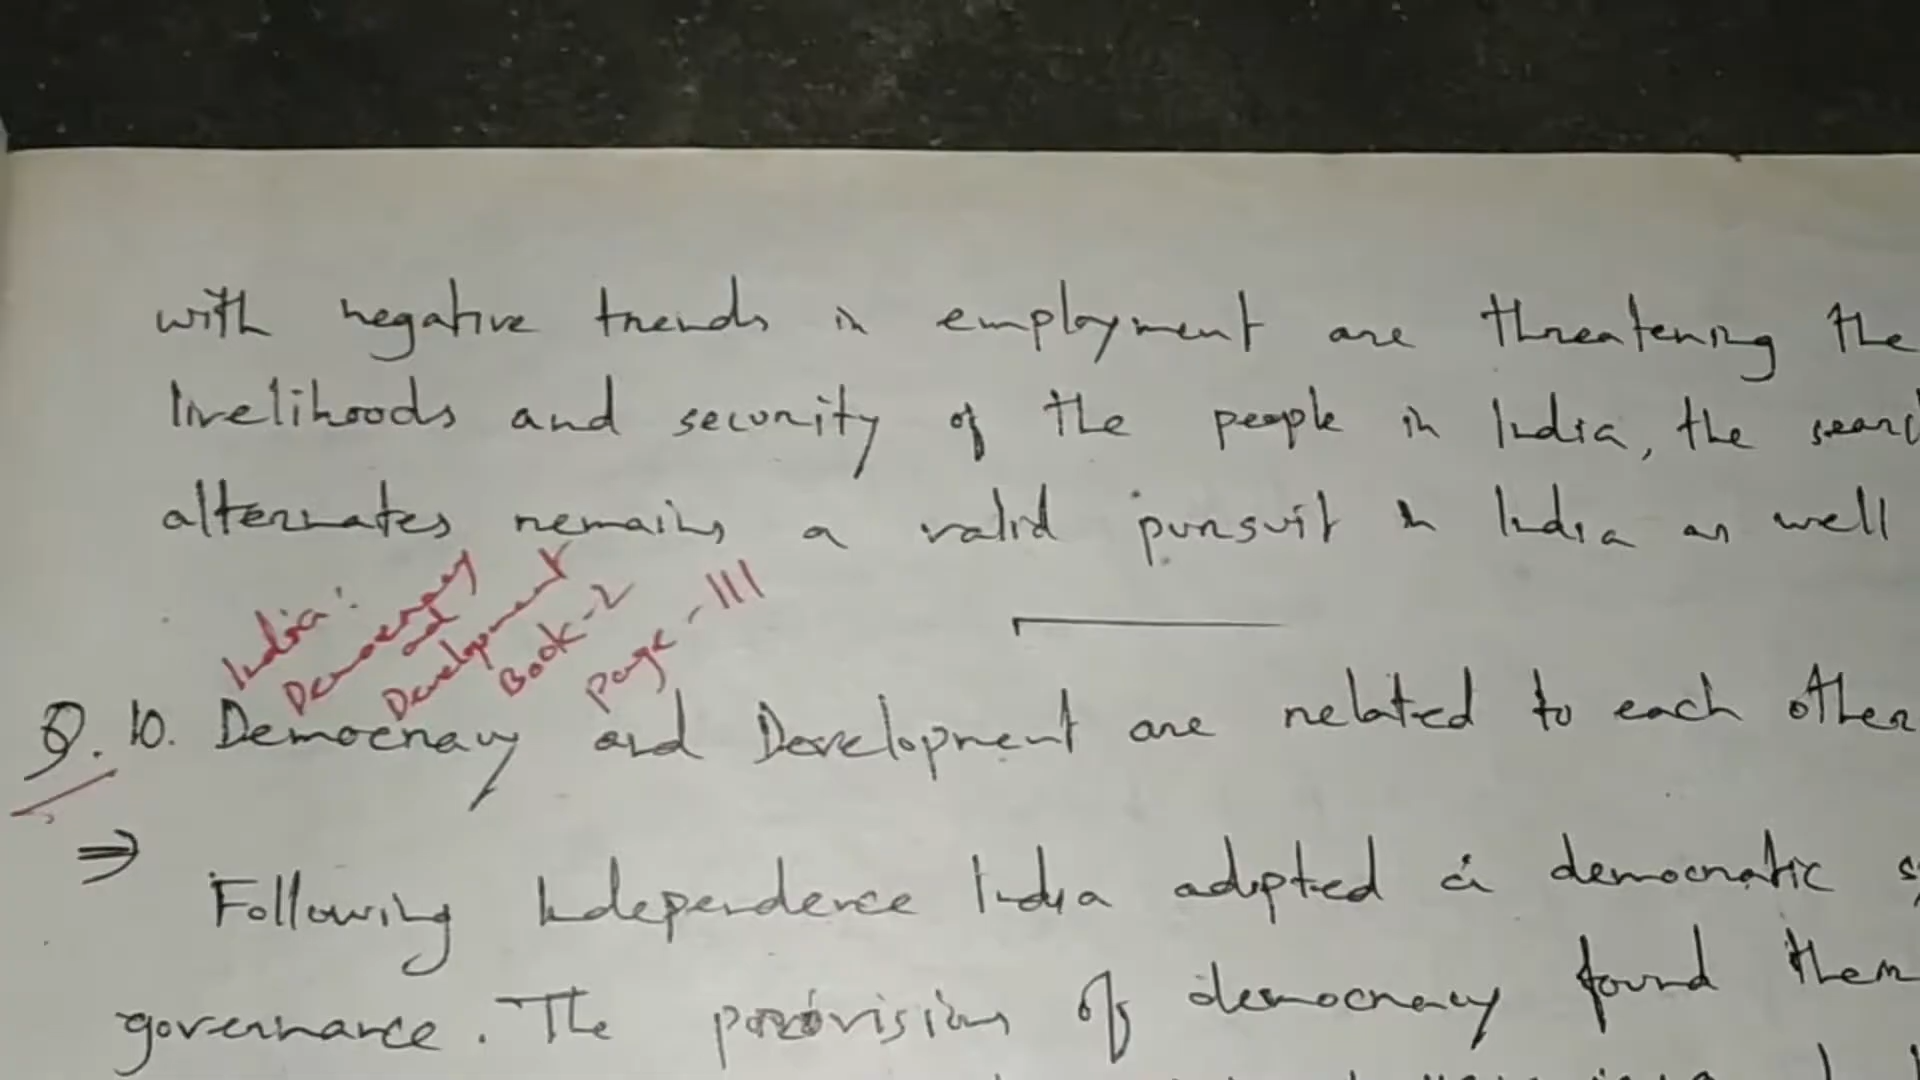 with negative trends in employment are threatening the
livelihoods and security of the people in India, the
alternates remains a valid pursuit in India as well
India:
Democracy
and
Development
Book-2
Page-111
Q. 10. Democracy and Development are related to each other
⇒
Following Independence India adopted a democratic
governance. The provisions of democracy found